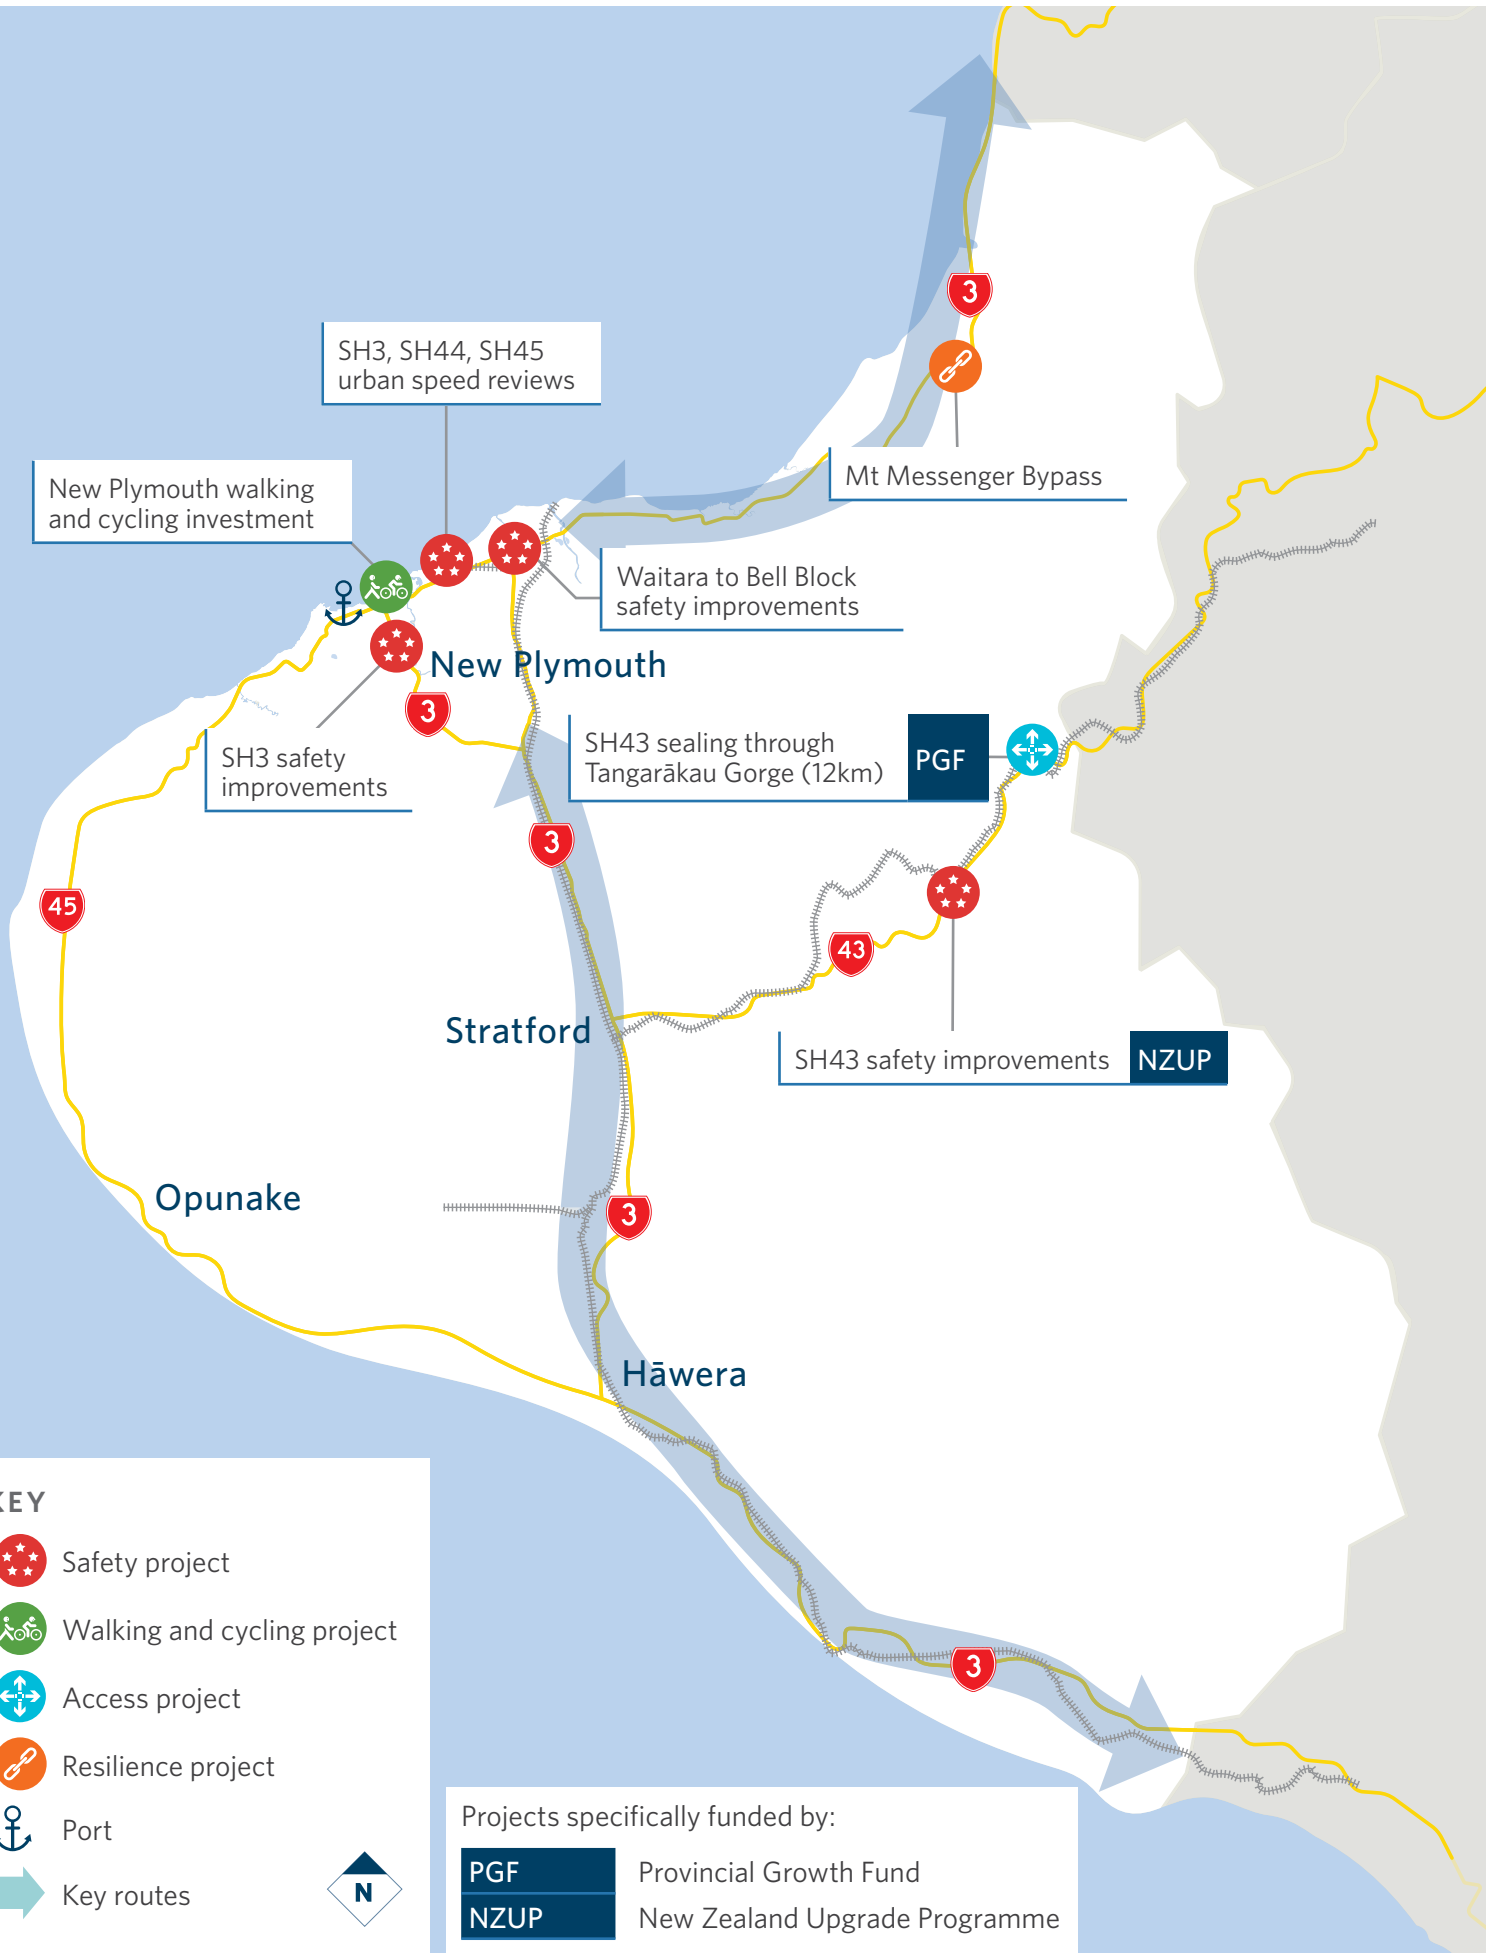 3
SH3, SH44, SH45
urban speed reviews
Mt Messenger Bypass
New Plymouth walking
and cycling investment
Waitara to Bell Block
safety improvements
New Plymouth
3
SH3 safety
improvements
SH43 sealing through
Tangarākau Gorge (12km)
PGF
3
45
43
Stratford
SH43 safety improvements
NZUP
Opunake
3
Hāwera
3
KEY
Safety project
Walking and cycling project
Access project
Resilience project
Port
Key routes
N
Projects specifically funded by:
PGF Provincial Growth Fund
NZUP New Zealand Upgrade Programme